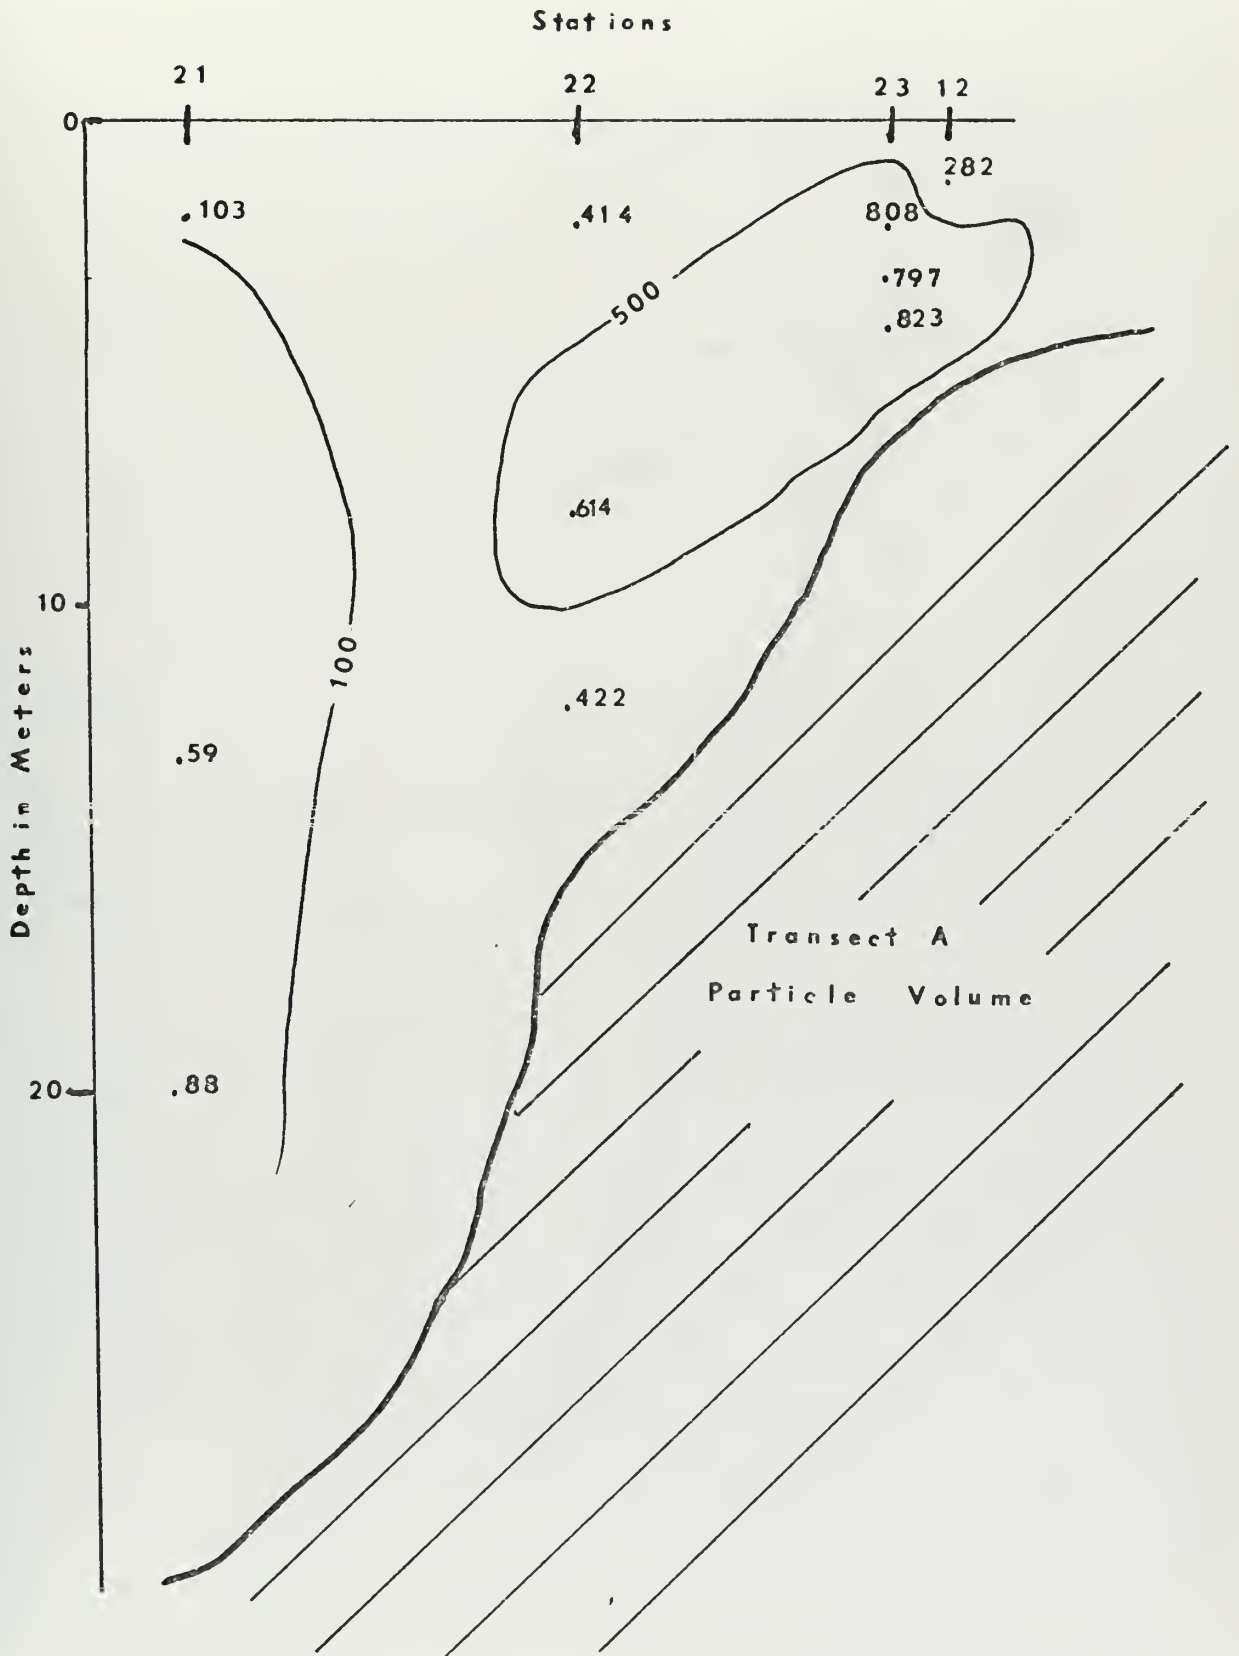 Stations
21 22 23 12
0
.282
.103 .414 808
.797
500 .823
.614
10
100
.422
.59
Depth in Meters
Transect A
Particle Volume
20 .88